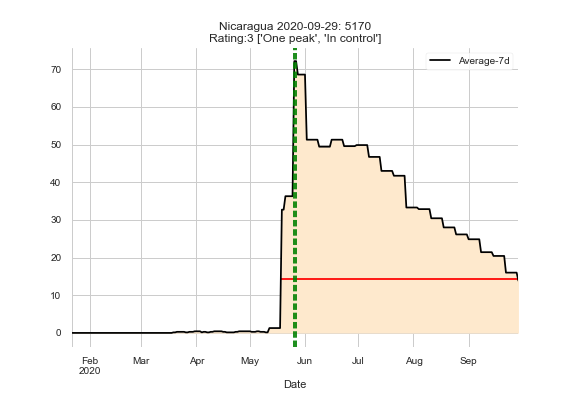 Nicaragua 2020-09-29: 5170
Rating:3 ['One peak', 'In control']
Average-7d
70
60
50
40
30
20
10
0
Feb Mar Apr May Jun Jul Aug Sep
2020
Date